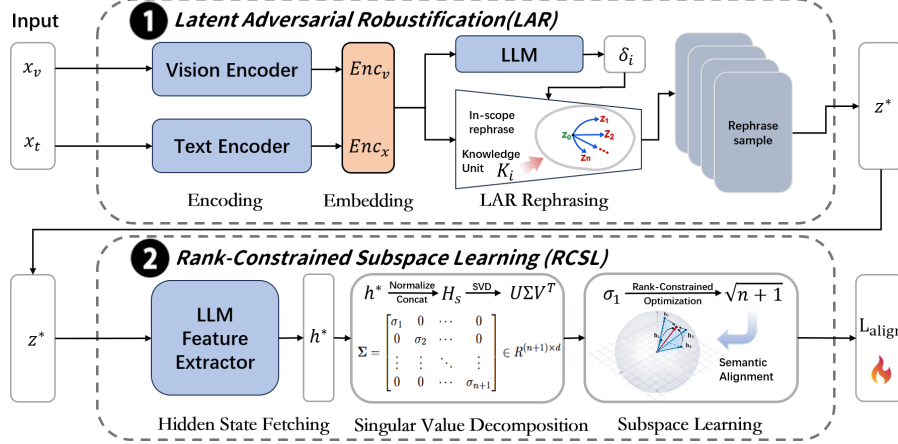 Input
1 Latent Adversarial Robustification(LAR)
x_v
Vision Encoder
Enc_v
LLM
δ_i
x_t
Text Encoder
Enc_x
In-scope
rephrase
z_0
z_1
z_2
z_n
Knowledge
Unit
K_i
Rephrase
sample
z*
Encoding
Embedding
LAR Rephrasing
2 Rank-Constrained Subspace Learning (RCSL)
z*
LLM
Feature
Extractor
h*
h* Normalize Concat H_s SVD UΣV^T
Σ = [σ_1 0 ⋯ 0
0 σ_2 ⋯ 0
⋮ ⋮ ⋱ ⋮
0 0 ⋯ σ_{n+1}] ∈ R^{(n+1)×d}
σ_1 Rank-Constrained Optimization √(n+1)
Semantic
Alignment
L_align
Hidden State Fetching
Singular Value Decomposition
Subspace Learning